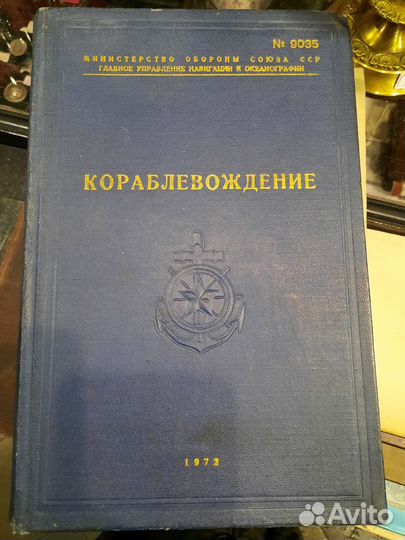 № 9035
МИНИСТЕРСТВО ОБОРОНЫ СОЮЗА ССР
ГЛАВНОЕ УПРАВЛЕНИЕ НАВИГАЦИИ И ОКЕАНОГРАФИИ
КОРАБЛЕВОЖДЕНИЕ
1972
Avito